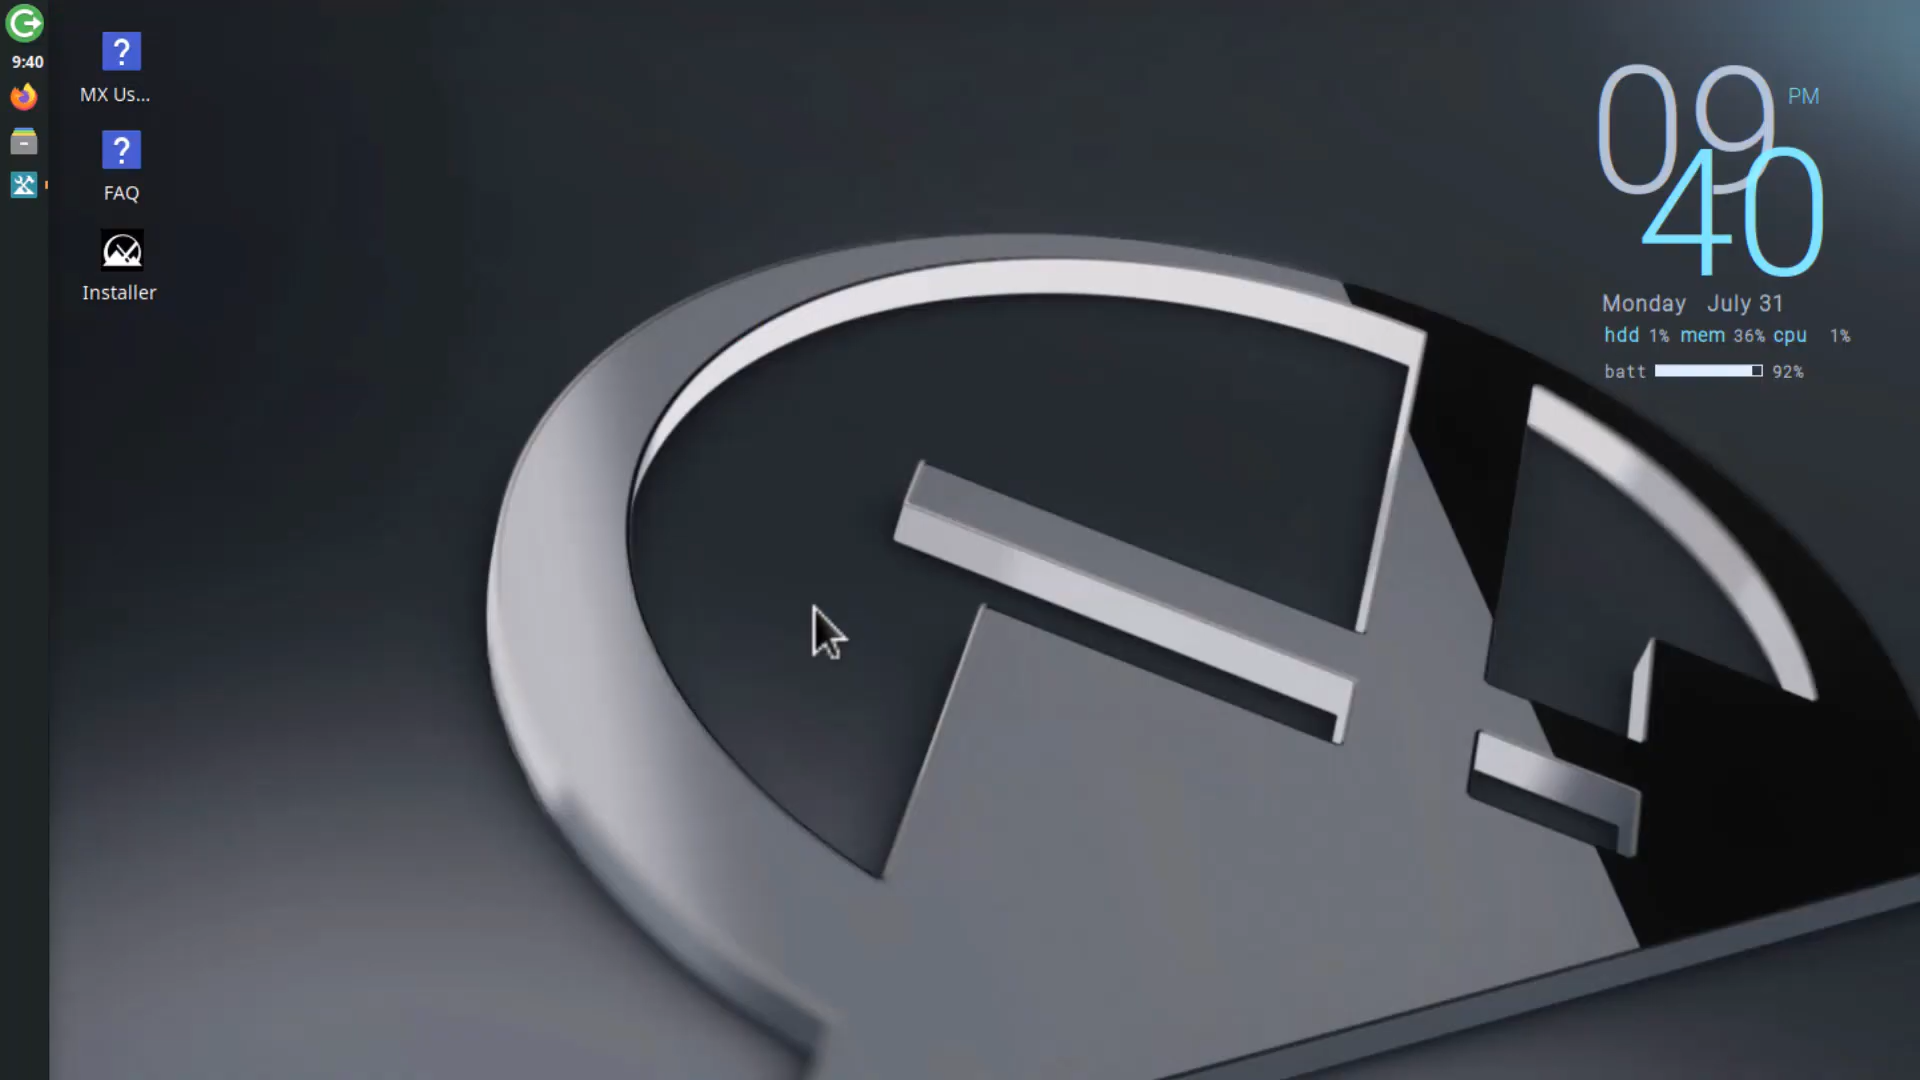 9:40
? MX Us...
? FAQ
Installer
09 PM
40
Monday July 31
hdd 1% mem 36% cpu 1%
batt 92%